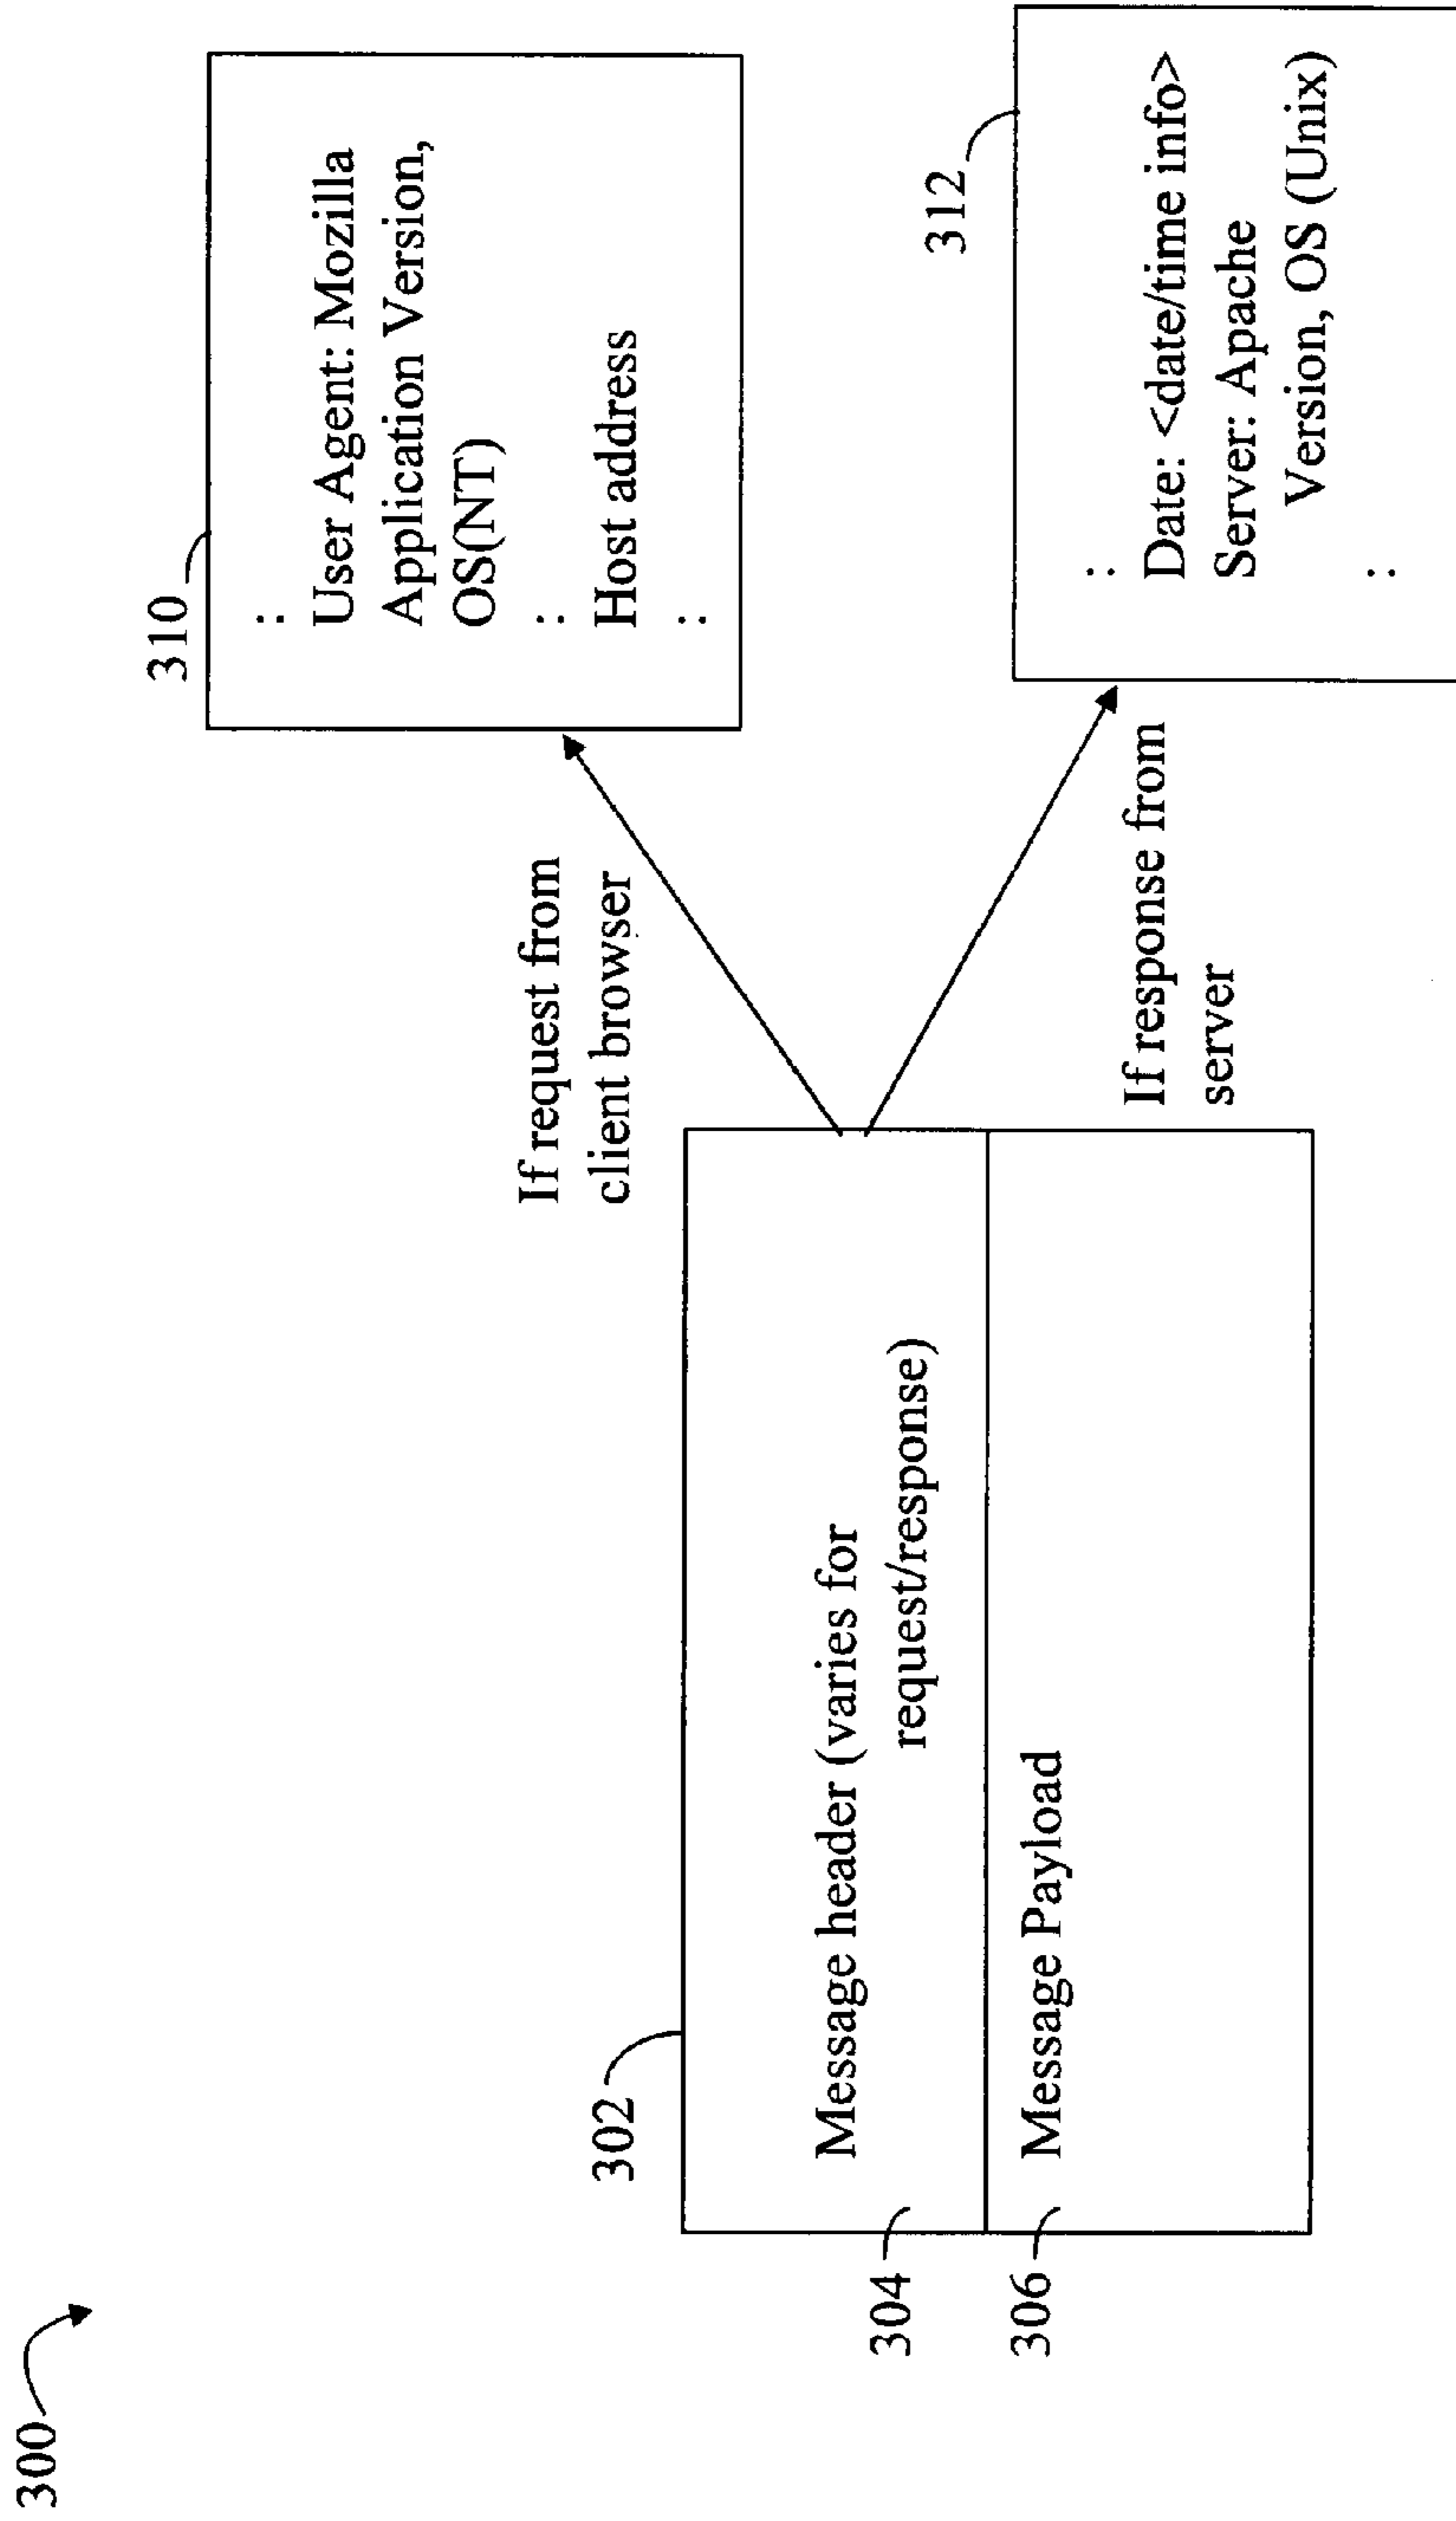 300
302
304
Message header (varies for
request/response)
306
Message Payload
If request from
client browser
310
:
User Agent: Mozilla
Application Version,
OS(NT)
:
Host address
:
If response from
server
312
:
Date: <date/time info>
Server: Apache
Version, OS (Unix)
: